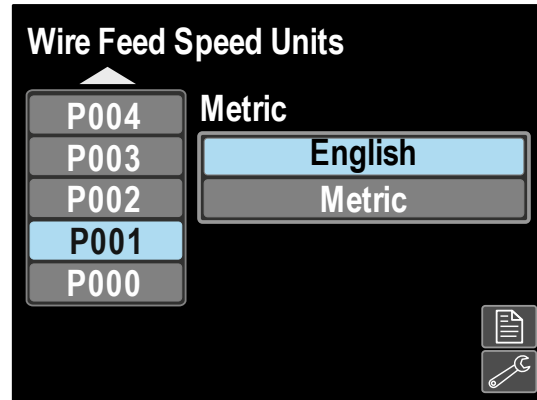 Wire Feed Speed Units
P004
P003
P002
P001
P000
Metric
English
Metric